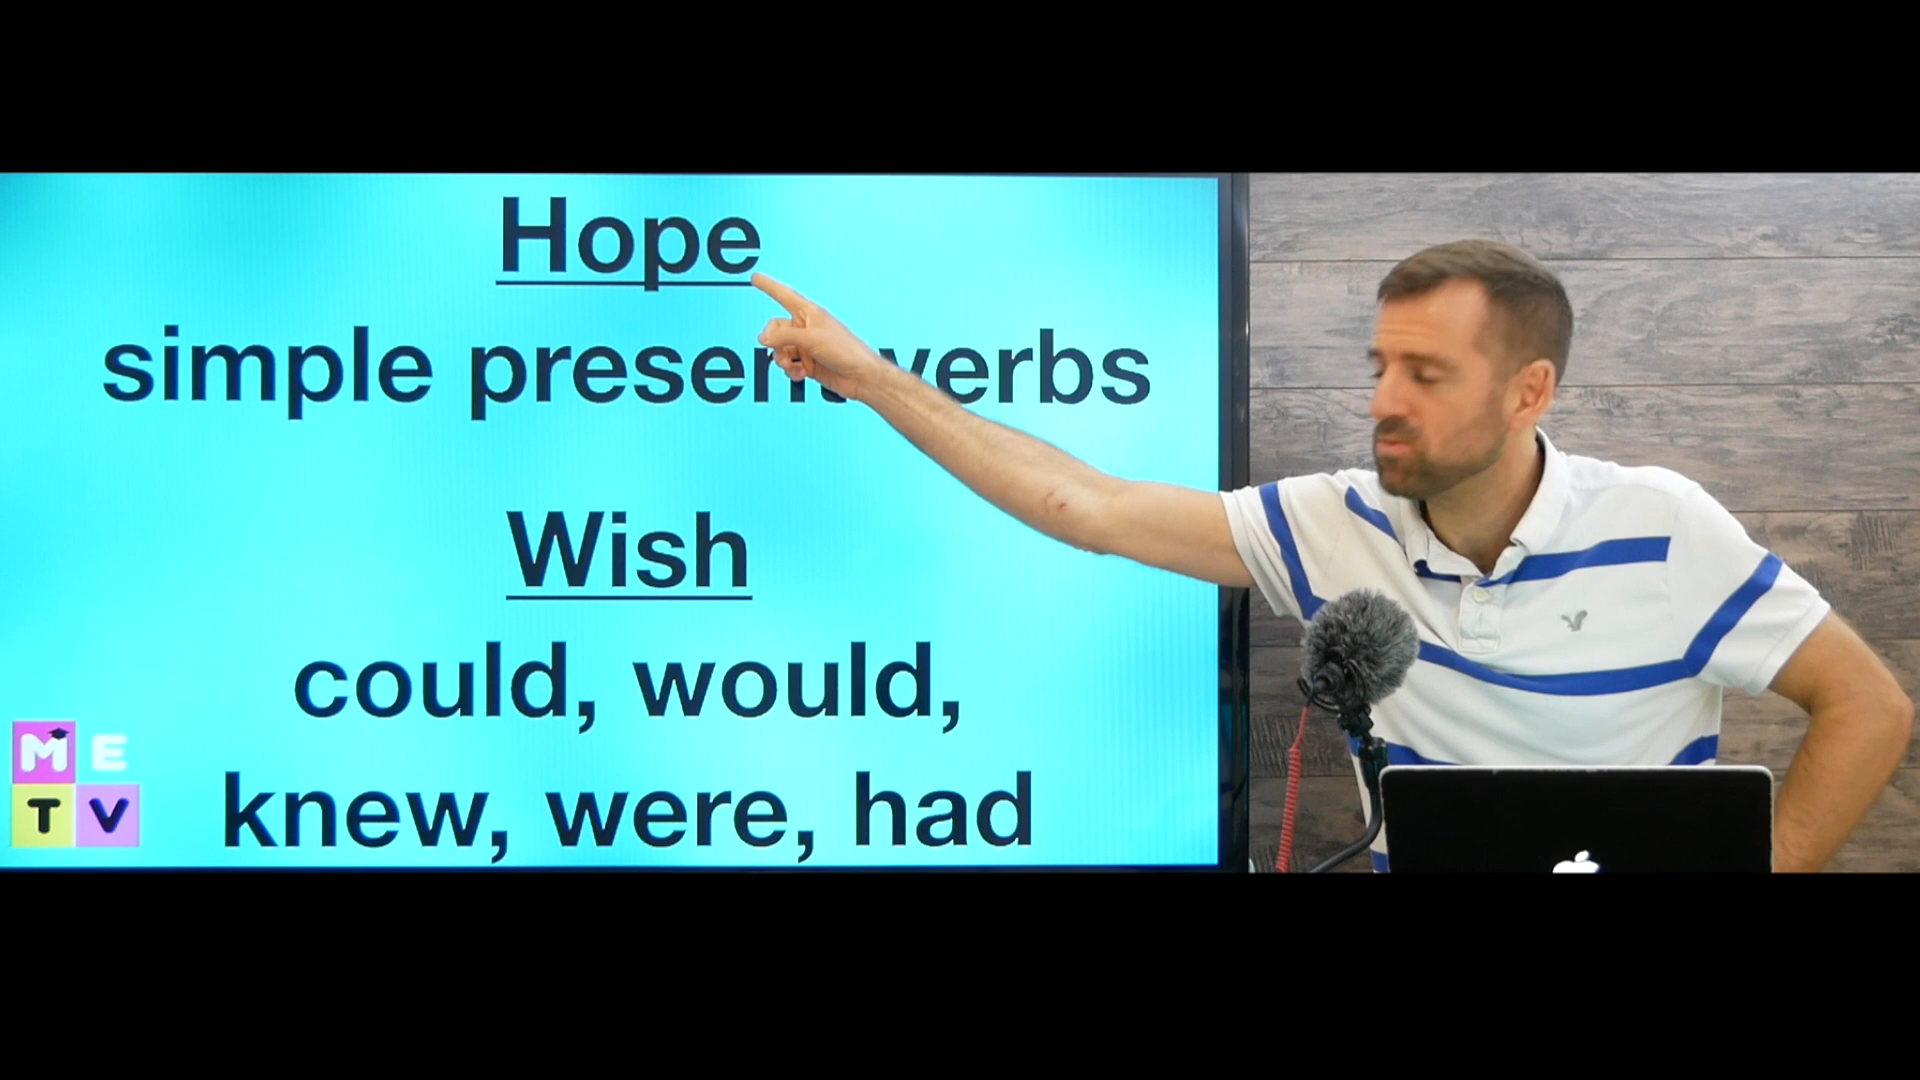 Hope
simple present verbs
Wish
could, would,
knew, were, had
M E
T V